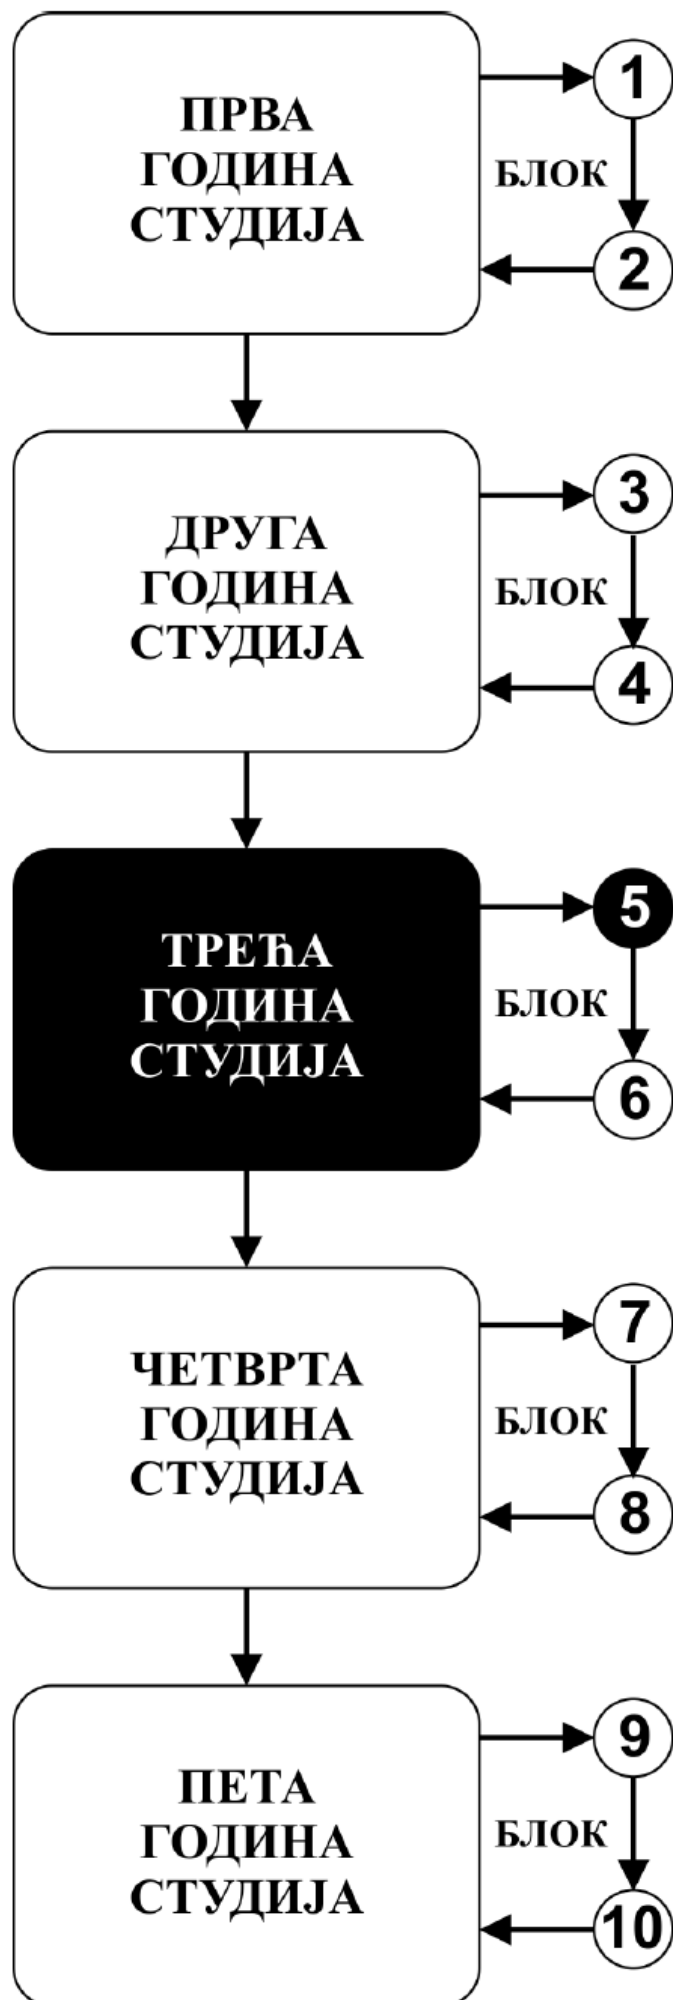 ПРВА
ГОДИНА
СТУДИЈА
1
БЛОК
2
ДРУГА
ГОДИНА
СТУДИЈА
3
БЛОК
4
ТРЕЋА
ГОДИНА
СТУДИЈА
5
БЛОК
6
ЧЕТВРТА
ГОДИНА
СТУДИЈА
7
БЛОК
8
ПЕТА
ГОДИНА
СТУДИЈА
9
БЛОК
10